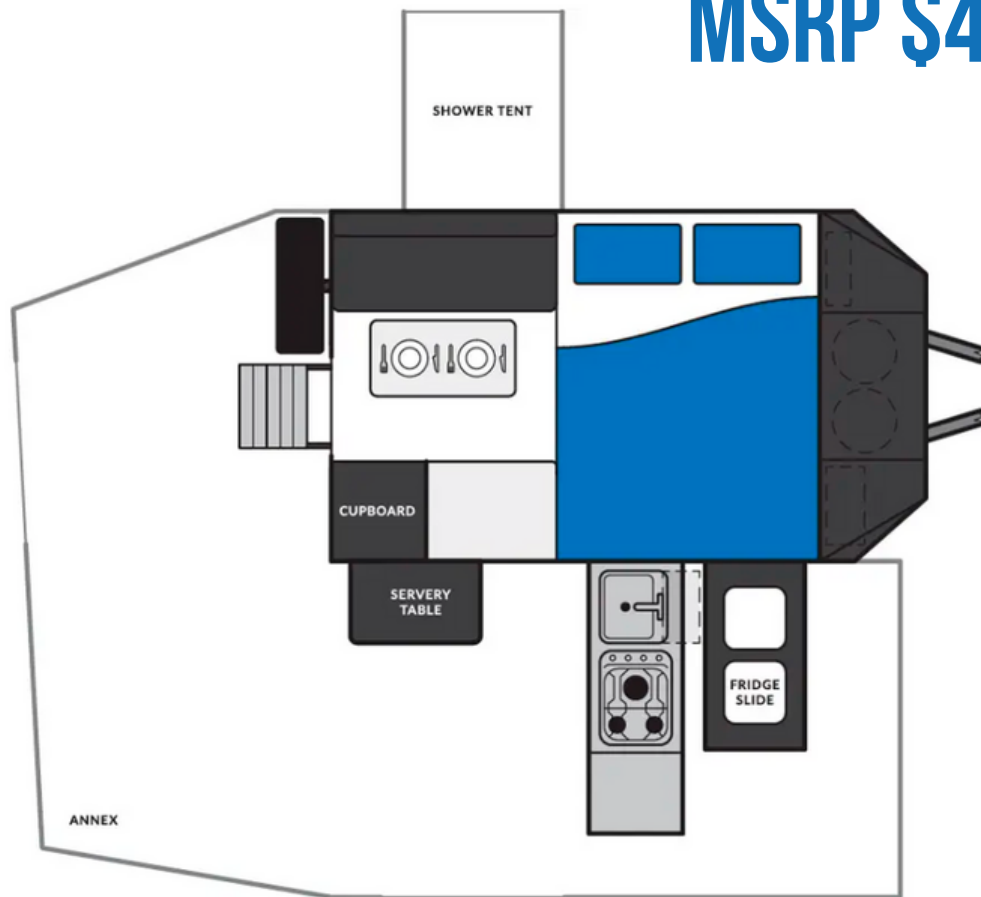 MSRP $4
SHOWER TENT
CUPBOARD
SERVERY
TABLE
FRIDGE
SLIDE
ANNEX